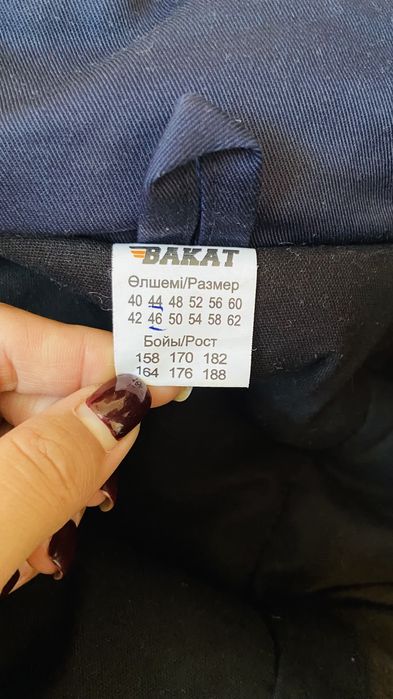 BAKAT
Өлшемі/Размер
40 44 48 52 56 60
42 46 50 54 58 62
Бойы/Рост
158 170 182
164 176 188